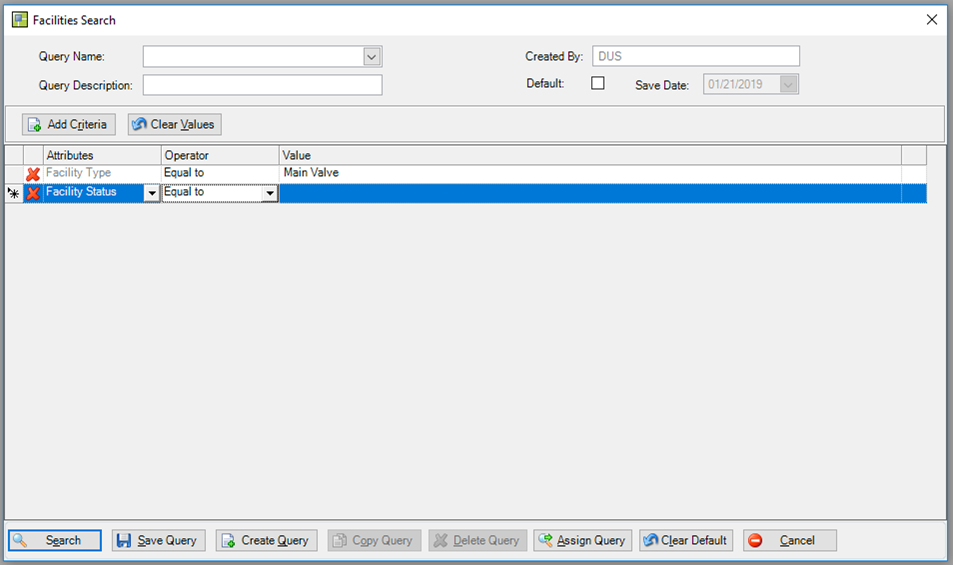 Facilities Search
Query Name:
Created By: DUS
Query Description:
Default:
Save Date: 01/21/2019
Add Criteria
Clear Values
Attributes Operator Value
Facility Type Equal to Main Valve
Facility Status Equal to
Search Save Query Create Query Copy Query Delete Query Assign Query Clear Default Cancel